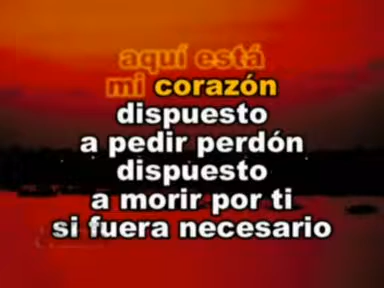 aquí está
mi corazón
dispuesto
a pedir perdón
dispuesto
a morir por ti
si fuera necesario